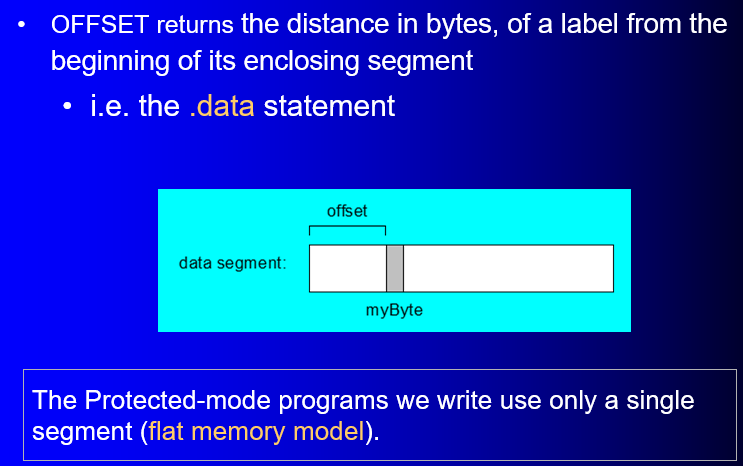 • OFFSET returns the distance in bytes, of a label from the
beginning of its enclosing segment
• i.e. the .data statement
offset
data segment:
myByte
The Protected-mode programs we write use only a single
segment (flat memory model).